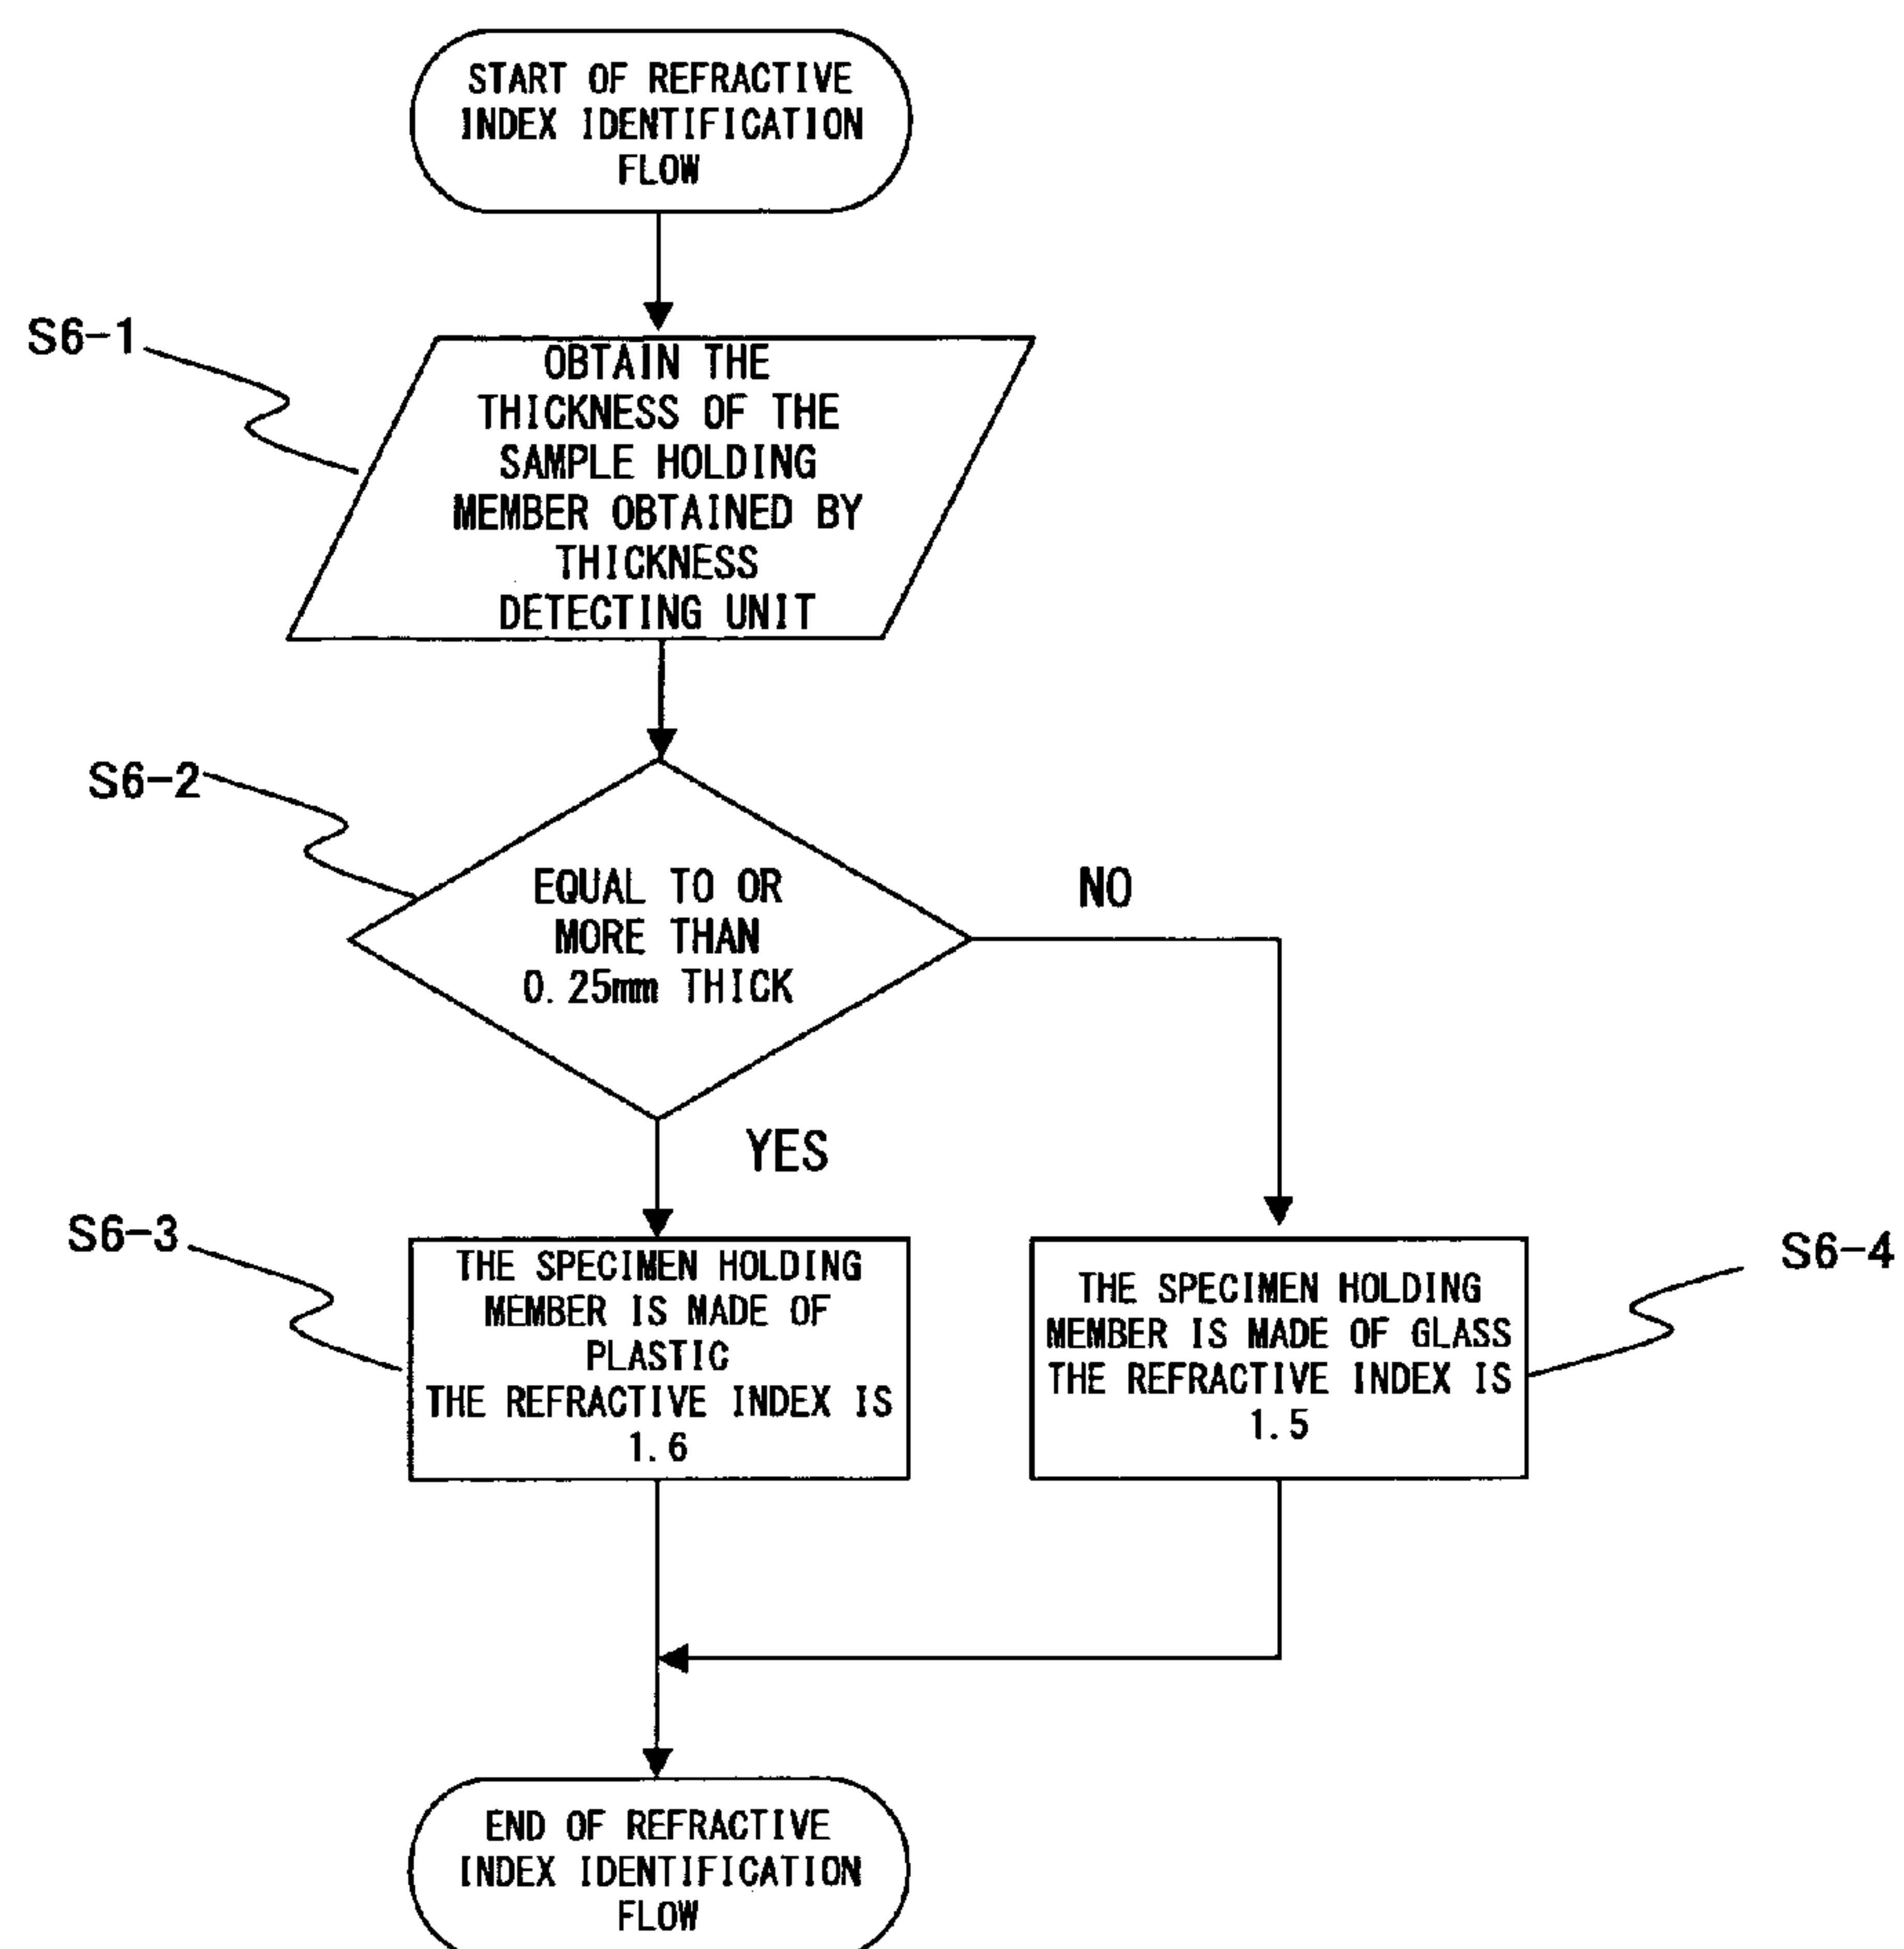 START OF REFRACTIVE
INDEX IDENTIFICATION
FLOW
S6-1
OBTAIN THE
THICKNESS OF THE
SAMPLE HOLDING
MEMBER OBTAINED BY
THICKNESS
DETECTING UNIT
S6-2
EQUAL TO OR
MORE THAN
0.25mm THICK
NO
YES
S6-3
THE SPECIMEN HOLDING
MEMBER IS MADE OF
PLASTIC
THE REFRACTIVE INDEX IS
1.6
THE SPECIMEN HOLDING
MEMBER IS MADE OF GLASS
THE REFRACTIVE INDEX IS
1.5
S6-4
END OF REFRACTIVE
INDEX IDENTIFICATION
FLOW